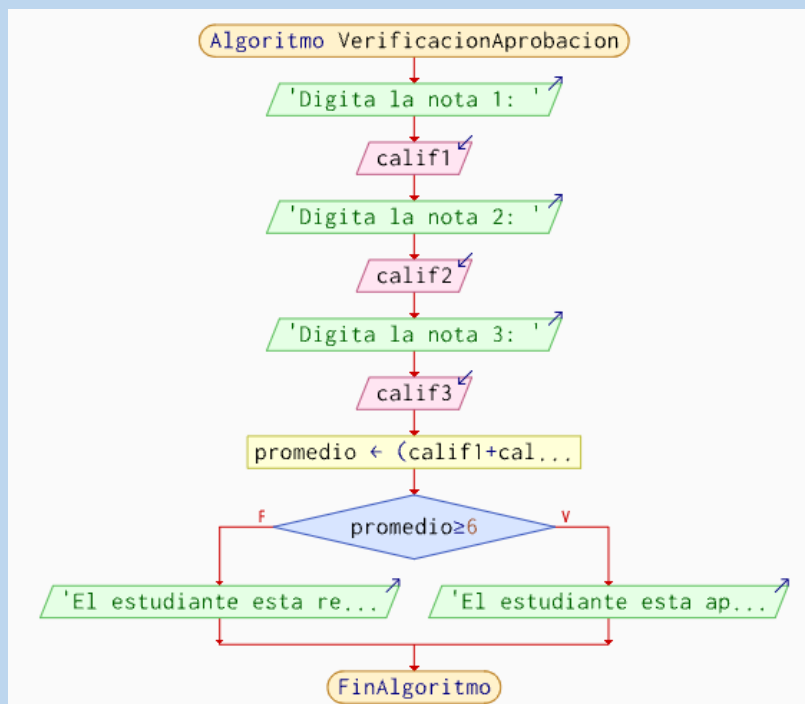 Algoritmo VerificacionAprobacion
'Digita la nota 1: '
calif1
'Digita la nota 2: '
calif2
'Digita la nota 3: '
calif3
promedio ← (calif1+cal...
promedio≥6
F
V
'El estudiante esta re...
'El estudiante esta ap...
FinAlgoritmo